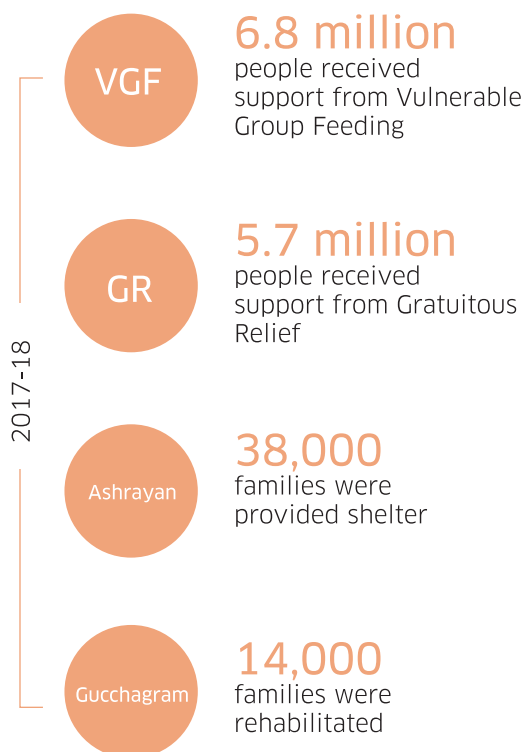 2017-18
VGF
6.8 million
people received
support from Vulnerable
Group Feeding
GR
5.7 million
people received
support from Gratuitous
Relief
Ashrayan
38,000
families were
provided shelter
Gucchagram
14,000
families were
rehabilitated